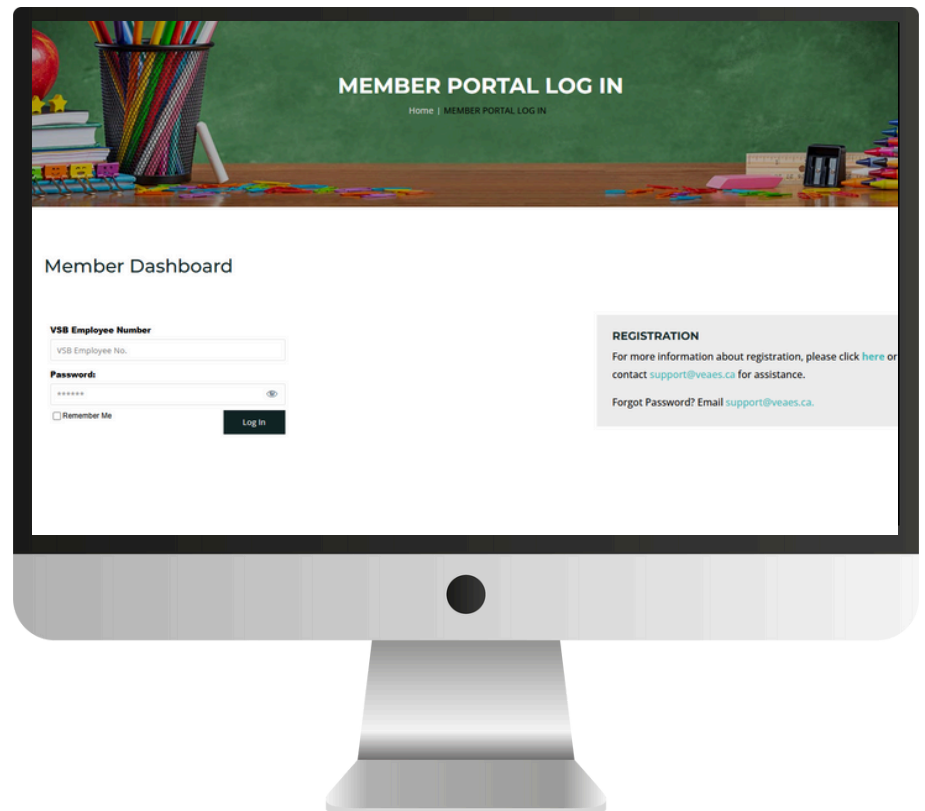 MEMBER PORTAL LOG IN
Home | MEMBER PORTAL LOG IN
Member Dashboard
VSB Employee Number
VSB Employee No.
Password:
******
Remember Me
Log In
REGISTRATION
For more information about registration, please click here or
contact support@veaes.ca for assistance.
Forgot Password? Email support@veaes.ca.